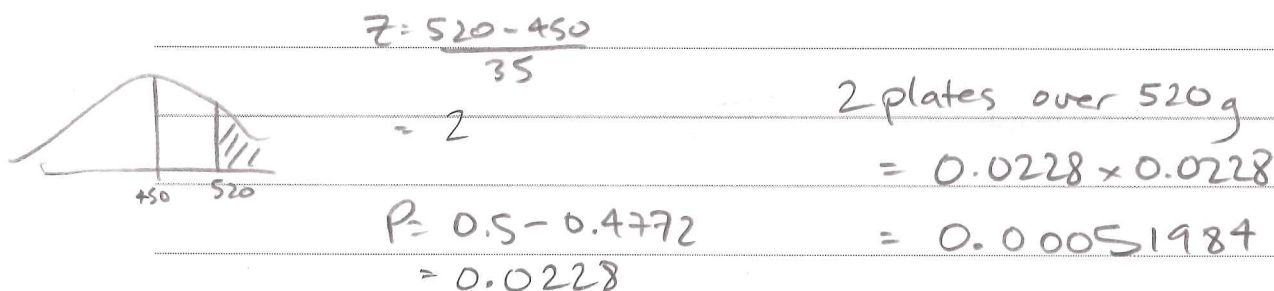 Z = 520 - 450
35
= 2
450 520
P = 0.5 - 0.4772
= 0.0228
2 plates over 520g
= 0.0228 × 0.0228
= 0.00051984